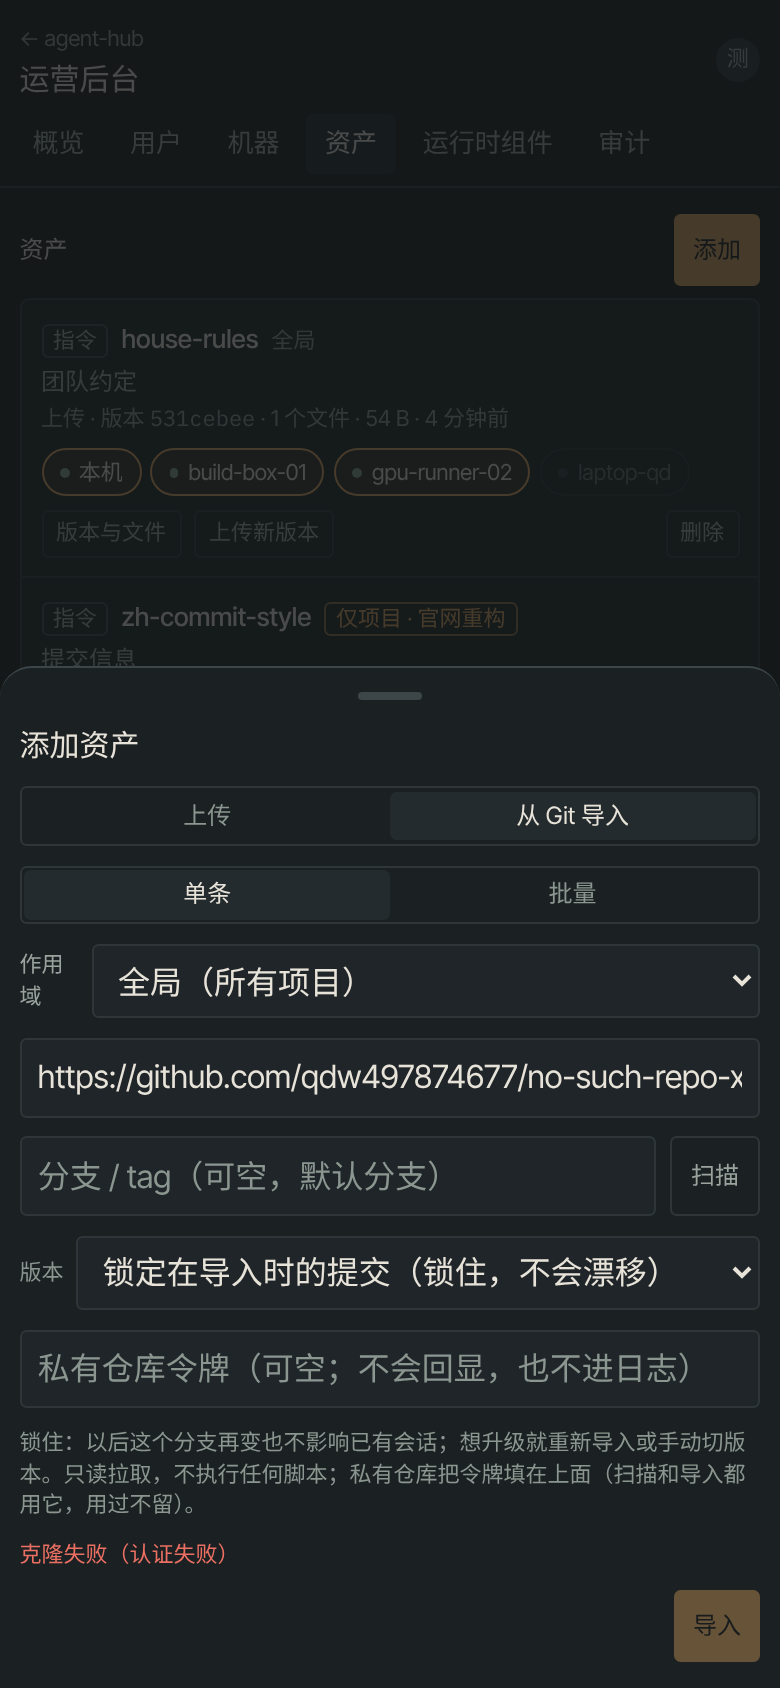 ← agent-hub
运营后台
测
概览 用户 机器 资产 运行时组件 审计
资产
添加
指令 house-rules 全局
团队约定
上传 · 版本 531cebee · 1 个文件 · 54 B · 4 分钟前
本机 build-box-01 gpu-runner-02 laptop-qd
版本与文件 上传新版本 删除
指令 zh-commit-style 仅项目 · 官网重构
提交信息
添加资产
上传 从 Git 导入
单条 批量
作用域 全局（所有项目）
https://github.com/qdw497874677/no-such-repo-x
分支 / tag（可空，默认分支） 扫描
版本 锁定在导入时的提交（锁住，不会漂移）
私有仓库令牌（可空；不会回显，也不进日志）
锁住：以后这个分支再变也不影响已有会话；想升级就重新导入或手动切版
本。只读拉取，不执行任何脚本；私有仓库把令牌填在上面（扫描和导入都
用它，用过不留）。
克隆失败（认证失败）
导入